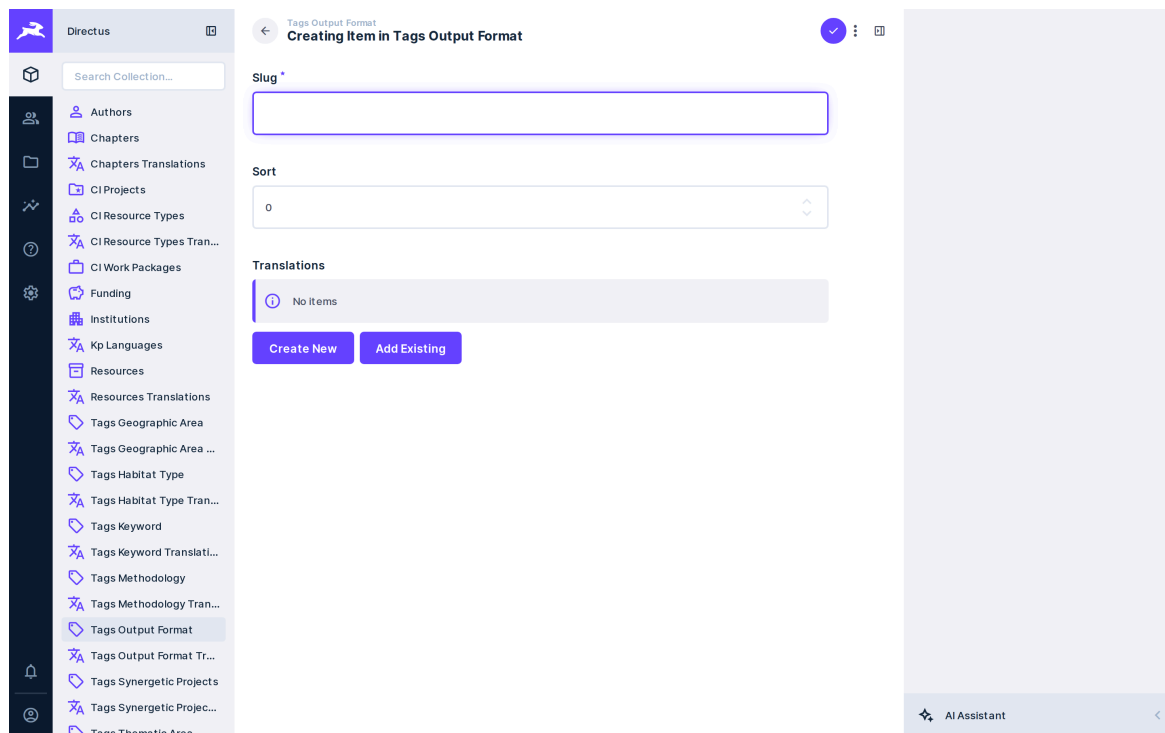 Directus
Search Collection...
Authors
Chapters
Chapters Translations
CI Projects
CI Resource Types
CI Resource Types Tran...
CI Work Packages
Funding
Institutions
Kp Languages
Resources
Resources Translations
Tags Geographic Area
Tags Geographic Area ...
Tags Habitat Type
Tags Habitat Type Tran...
Tags Keyword
Tags Keyword Translati...
Tags Methodology
Tags Methodology Tran...
Tags Output Format
Tags Output Format Tr...
Tags Synergetic Projects
Tags Synergetic Projec...
Tags Thematic Area
Tags Output Format
Creating Item in Tags Output Format
Slug *
Sort
0
Translations
No items
Create New Add Existing
AI Assistant